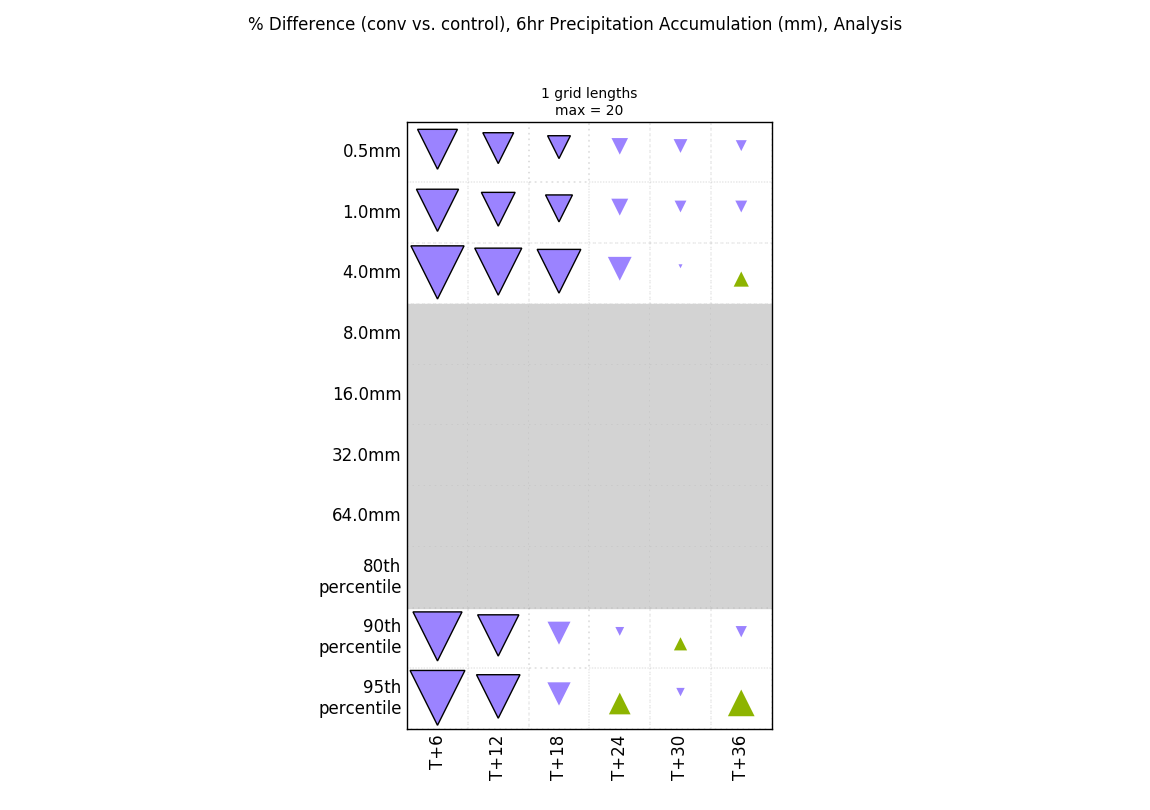 % Difference (conv vs. control), 6hr Precipitation Accumulation (mm), Analysis
1 grid lengths
max = 20
0.5mm
1.0mm
4.0mm
8.0mm
16.0mm
32.0mm
64.0mm
80th
percentile
90th
percentile
95th
percentile
T+6
T+12
T+18
T+24
T+30
T+36